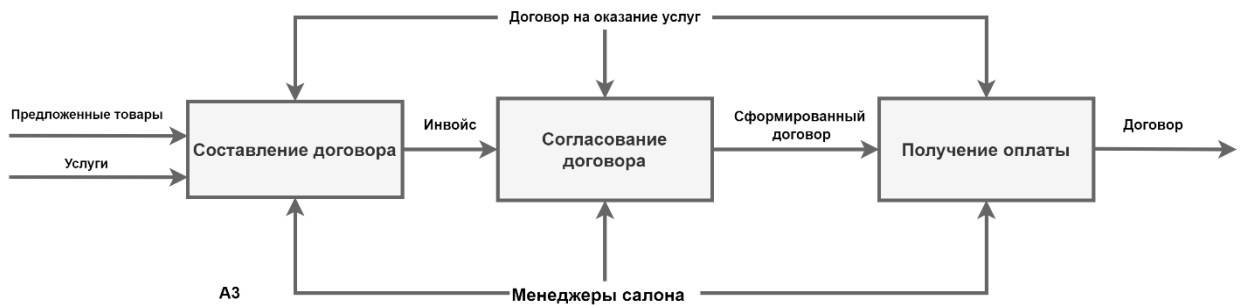 Договор на оказание услуг
Предложенные товары
Услуги
Составление договора
Инвойс
Согласование
договора
Сформированный
договор
Получение оплаты
Договор
А3
Менеджеры салона